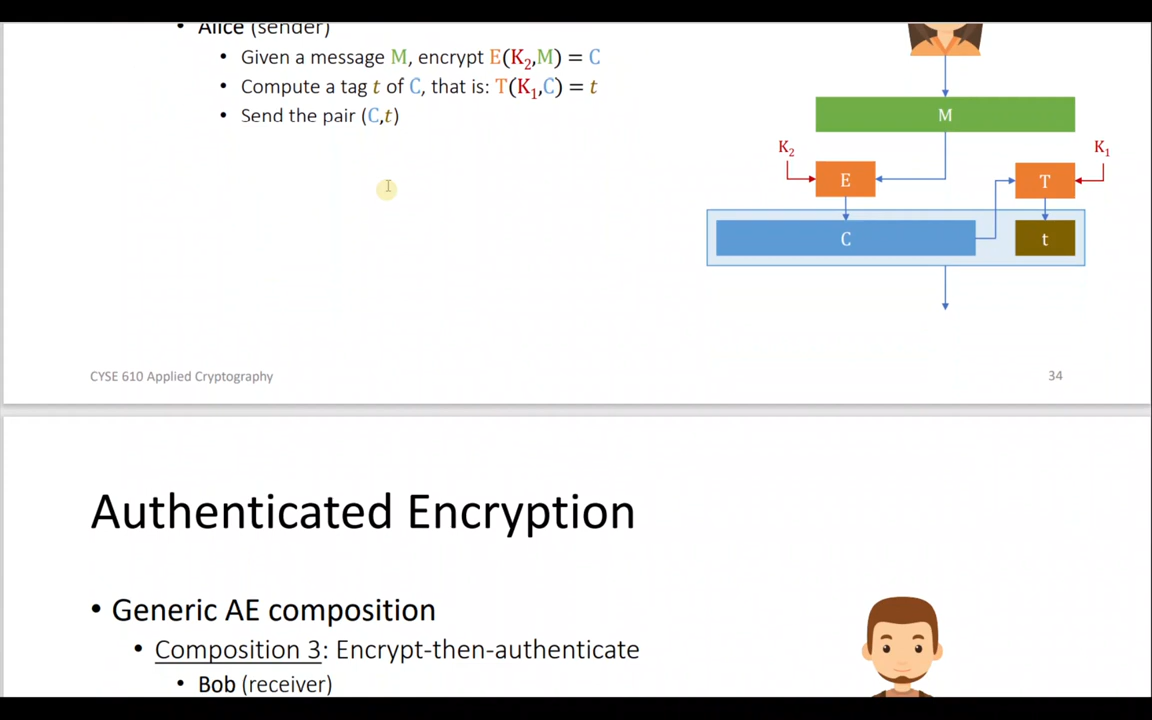 • Alice (sender)
• Given a message M, encrypt E(K₂,M) = C
• Compute a tag t of C, that is: T(K₁,C) = t
• Send the pair (C,t)
M
K₂
K₁
E
T
C
t
CYSE 610 Applied Cryptography
34
Authenticated Encryption
• Generic AE composition
• Composition 3: Encrypt-then-authenticate
• Bob (receiver)